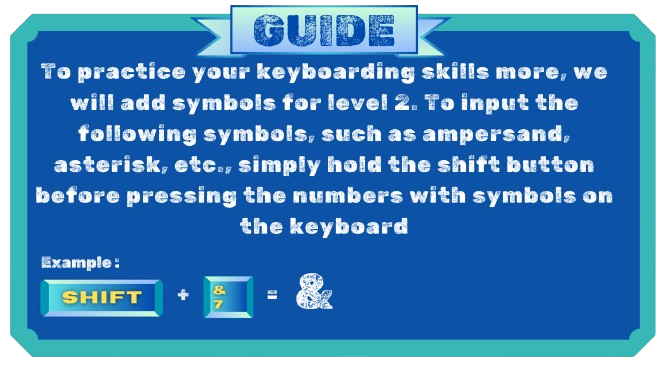 GUIDE
To practice your keyboarding skills more, we
will add symbols for level 2. To input the
following symbols, such as ampersand,
asterisk, etc., simply hold the shift button
before pressing the numbers with symbols on
the keyboard
Example:
SHIFT + & 7 = &